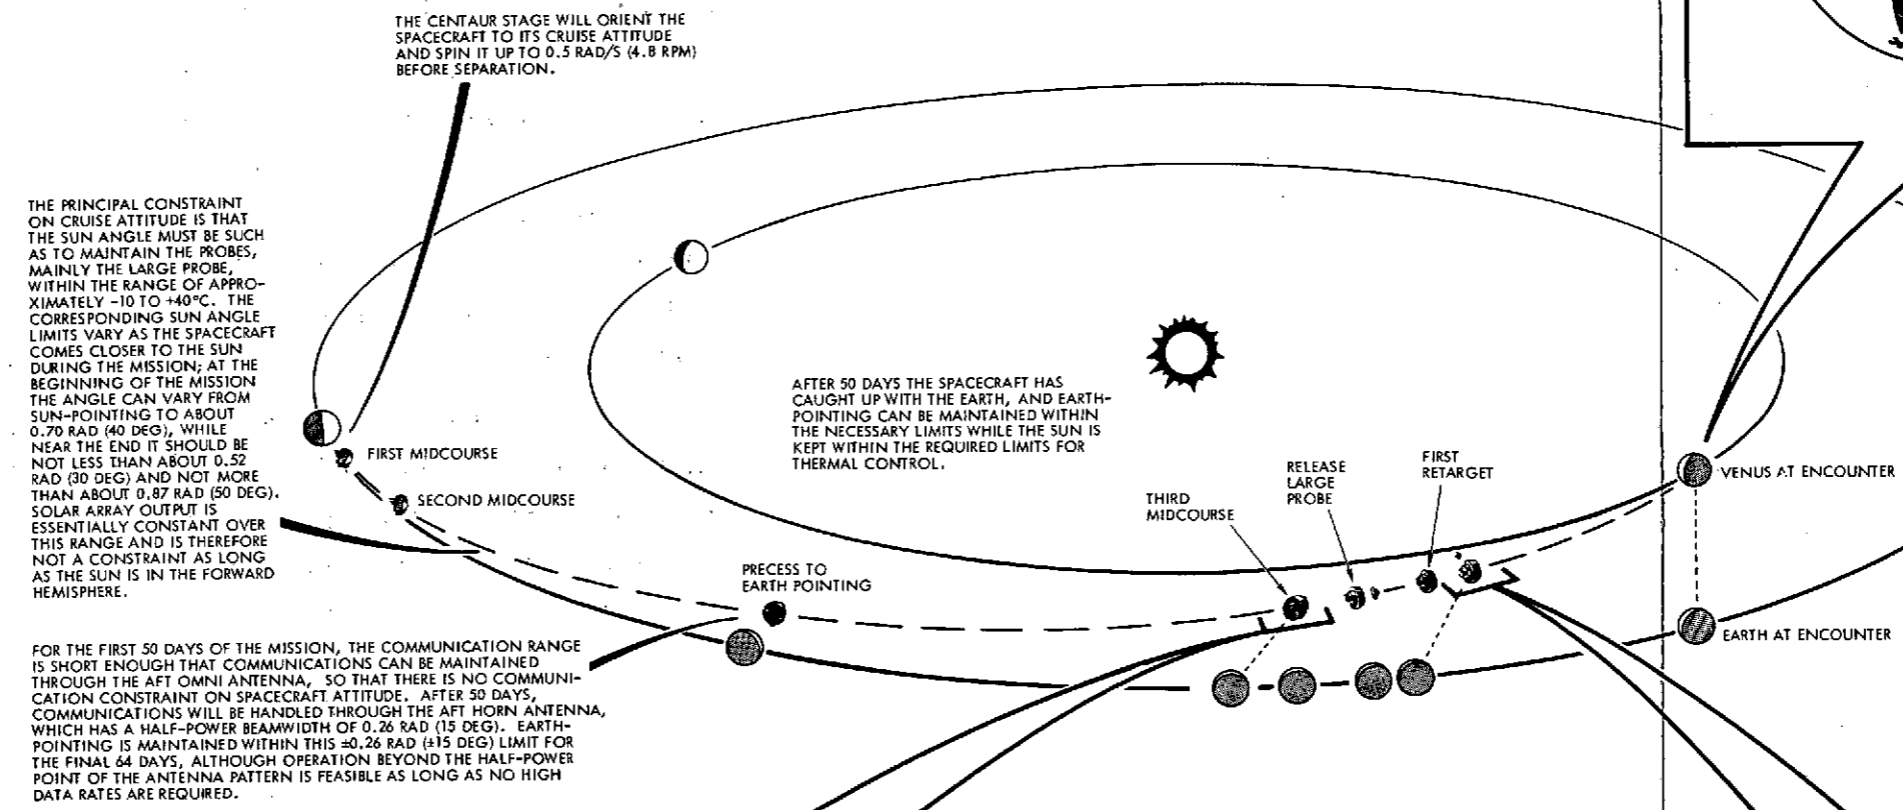 THE CENTAUR STAGE WILL ORIENT THE
SPACECRAFT TO ITS CRUISE ATTITUDE
AND SPIN IT UP TO 0.5 RAD/S (4.8 RPM)
BEFORE SEPARATION.
THE PRINCIPAL CONSTRAINT
ON CRUISE ATTITUDE IS THAT
THE SUN ANGLE MUST BE SUCH
AS TO MAINTAIN THE PROBES,
MAINLY THE LARGE PROBE,
WITHIN THE RANGE OF APPRO-
XIMATELY -10 TO +40°C. THE
CORRESPONDING SUN ANGLE
LIMITS VARY AS THE SPACECRAFT
COMES CLOSER TO THE SUN
DURING THE MISSION; AT THE
BEGINNING OF THE MISSION
THE ANGLE CAN VARY FROM
SUN-POINTING TO ABOUT
0.70 RAD (40 DEG), WHILE
NEAR THE END IT SHOULD BE
NOT LESS THAN ABOUT 0.52
RAD (30 DEG) AND NOT MORE
THAN ABOUT 0.87 RAD (50 DEG).
SOLAR ARRAY OUTPUT IS
ESSENTIALLY CONSTANT OVER
THIS RANGE AND IS THEREFORE
NOT A CONSTRAINT AS LONG
AS THE SUN IS IN THE FORWARD
HEMISPHERE.
FIRST MIDCOURSE
SECOND MIDCOURSE
AFTER 50 DAYS THE SPACECRAFT HAS
CAUGHT UP WITH THE EARTH, AND EARTH-
POINTING CAN BE MAINTAINED WITHIN
THE NECESSARY LIMITS WHILE THE SUN IS
KEPT WITHIN THE REQUIRED LIMITS FOR
THERMAL CONTROL.
PRECESS TO
EARTH POINTING
THIRD
MIDCOURSE
RELEASE
LARGE
PROBE
FIRST
RETARGET
VENUS AT ENCOUNTER
EARTH AT ENCOUNTER
FOR THE FIRST 50 DAYS OF THE MISSION, THE COMMUNICATION RANGE
IS SHORT ENOUGH THAT COMMUNICATIONS CAN BE MAINTAINED
THROUGH THE AFT OMNI ANTENNA, SO THAT THERE IS NO COMMUNI-
CATION CONSTRAINT ON SPACECRAFT ATTITUDE. AFTER 50 DAYS,
COMMUNICATIONS WILL BE HANDLED THROUGH THE AFT HORN ANTENNA,
WHICH HAS A HALF-POWER BEAMWIDTH OF 0.26 RAD (15 DEG). EARTH-
POINTING IS MAINTAINED WITHIN THIS ±0.26 RAD (±15 DEG) LIMIT FOR
THE FINAL 64 DAYS, ALTHOUGH OPERATION BEYOND THE HALF-POWER
POINT OF THE ANTENNA PATTERN IS FEASIBLE AS LONG AS NO HIGH
DATA RATES ARE REQUIRED.